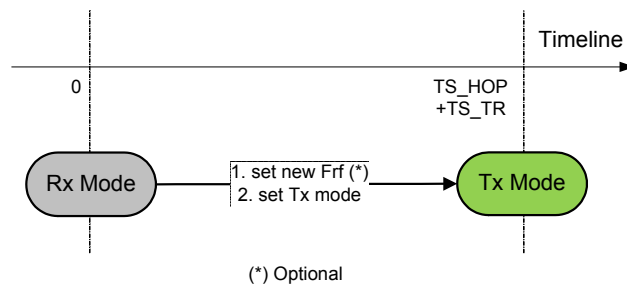 Timeline
0
TS_HOP
+TS_TR
Rx Mode
1. set new Frf (*)
2. set Tx mode
Tx Mode
(*) Optional